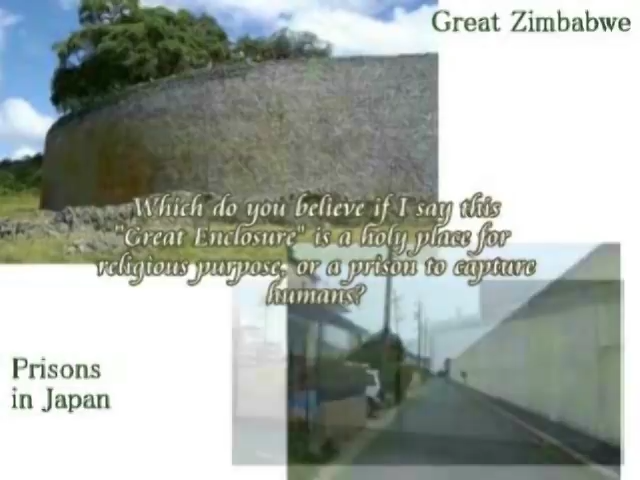 Great Zimbabwe
Which do you believe if I say this
"Great Enclosure" is a holy place for
religious purpose, or a prison to capture
humans?
Prisons
in Japan